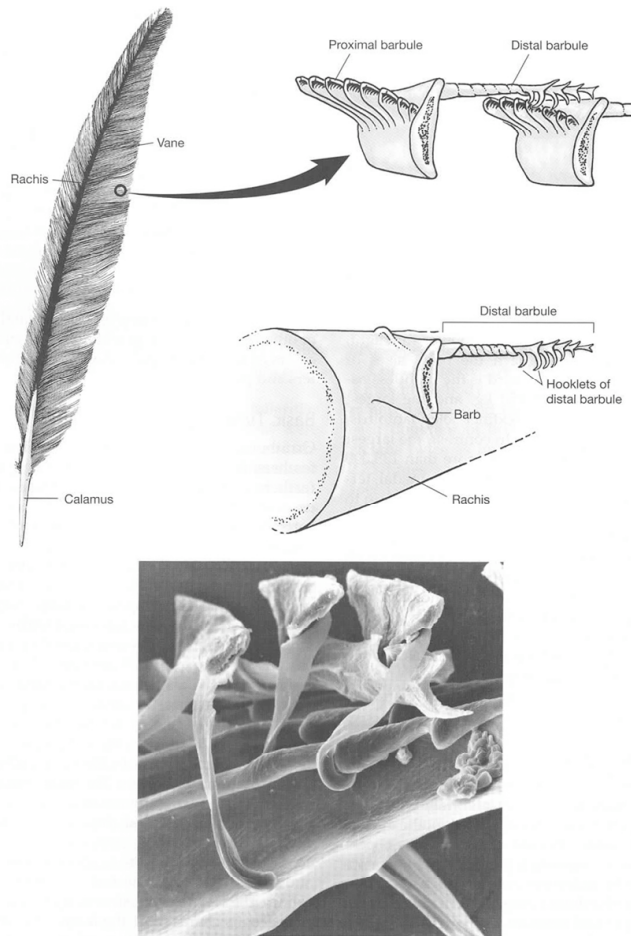 Proximal barbule
Distal barbule
Vane
Rachis
Distal barbule
Hooklets of
distal barbule
Barb
Calamus
Rachis